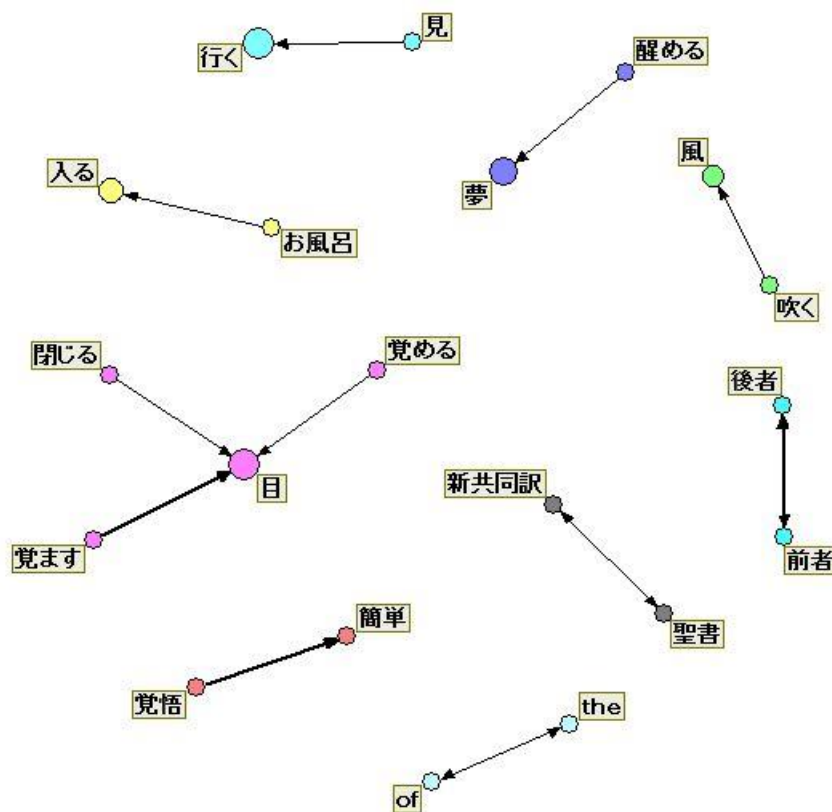 見
行く
醒める
風
入る
夢
お風呂
吹く
閉じる
覚める
後者
目
新共同訳
覚ます
前者
簡単
聖書
覚悟
the
of